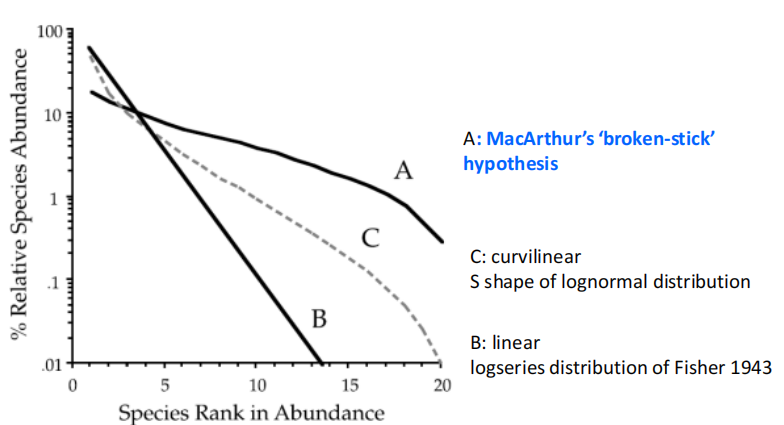 % Relative Species Abundance
100
10
1
.1
.01
0
5
10
15
20
Species Rank in Abundance
A
C
B
A: MacArthur's 'broken-stick'
hypothesis
C: curvilinear
S shape of lognormal distribution
B: linear
logseries distribution of Fisher 1943